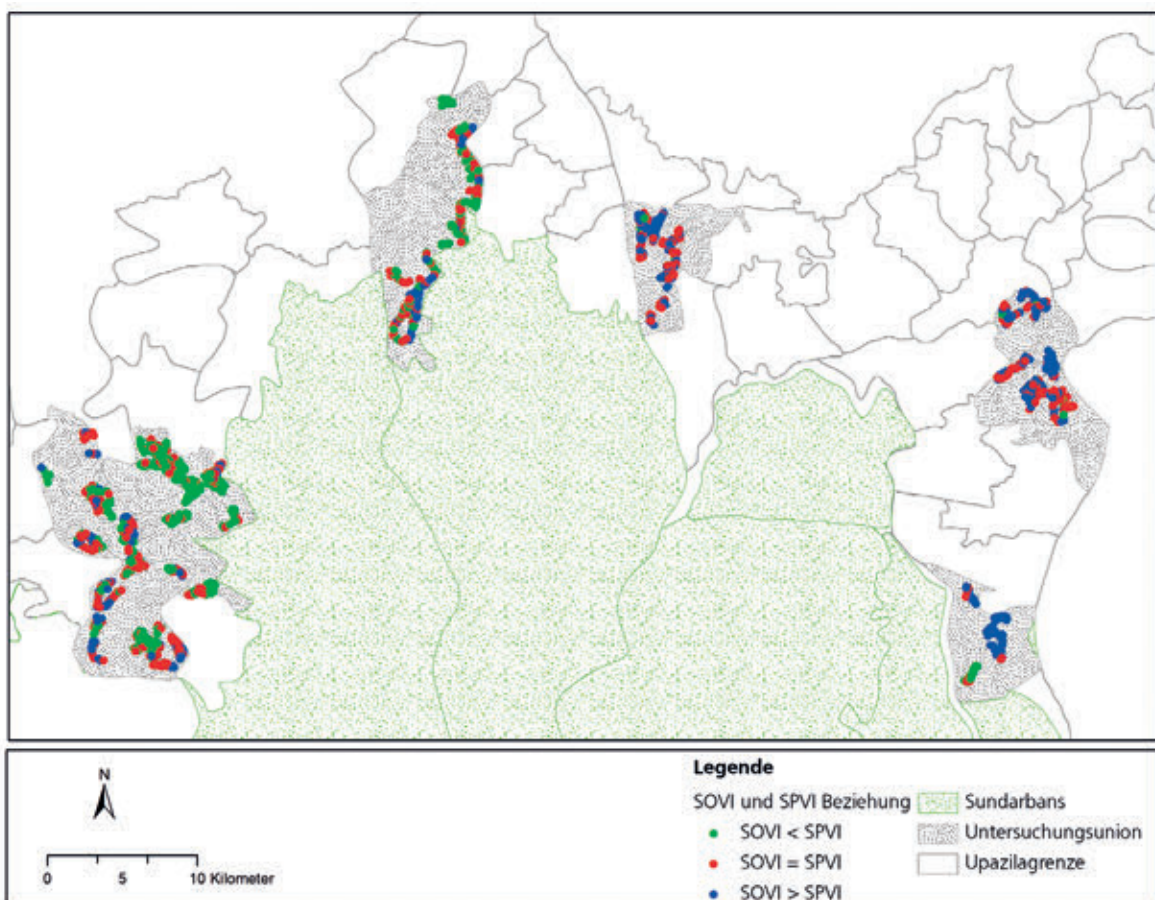 N
0 5 10 Kilometer
Legende
SOVI und SPVI Beziehung
SOVI < SPVI
SOVI = SPVI
SOVI > SPVI
Sundarbans
Untersuchungsunion
Upazilagrenze